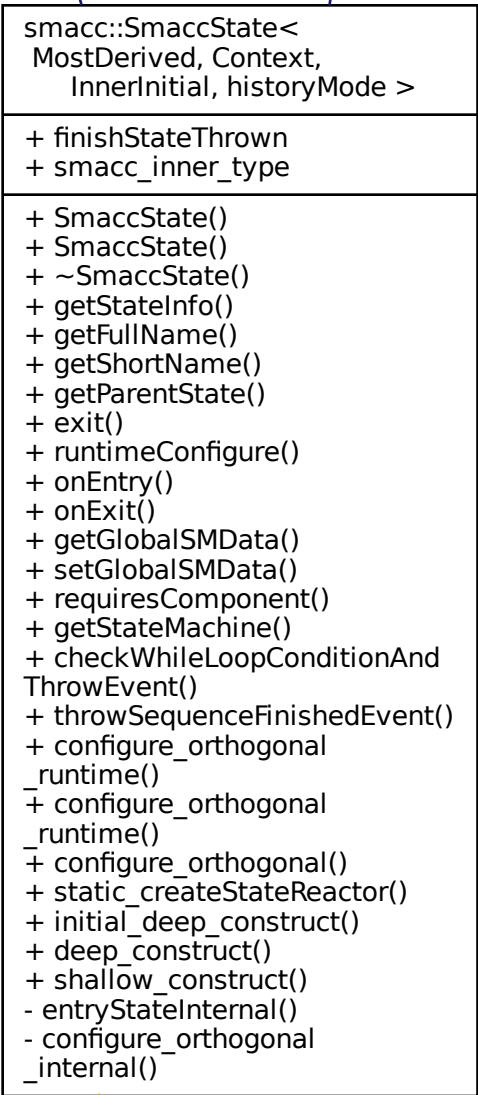 smacc::SmaccState<
MostDerived, Context,
InnerInitial, historyMode >
+ finishStateThrown
+ smacc_inner_type
+ SmaccState()
+ SmaccState()
+ ~SmaccState()
+ getStateInfo()
+ getFullName()
+ getShortName()
+ getParentState()
+ exit()
+ runtimeConfigure()
+ onEntry()
+ onExit()
+ getGlobalSMData()
+ setGlobalSMData()
+ requiresComponent()
+ getStateMachine()
+ checkWhileLoopConditionAnd
ThrowEvent()
+ throwSequenceFinishedEvent()
+ configure_orthogonal
_runtime()
+ configure_orthogonal
_runtime()
+ configure_orthogonal()
+ static_createStateReactor()
+ initial_deep_construct()
+ deep_construct()
+ shallow_construct()
- entryStateInternal()
- configure_orthogonal
_internal()